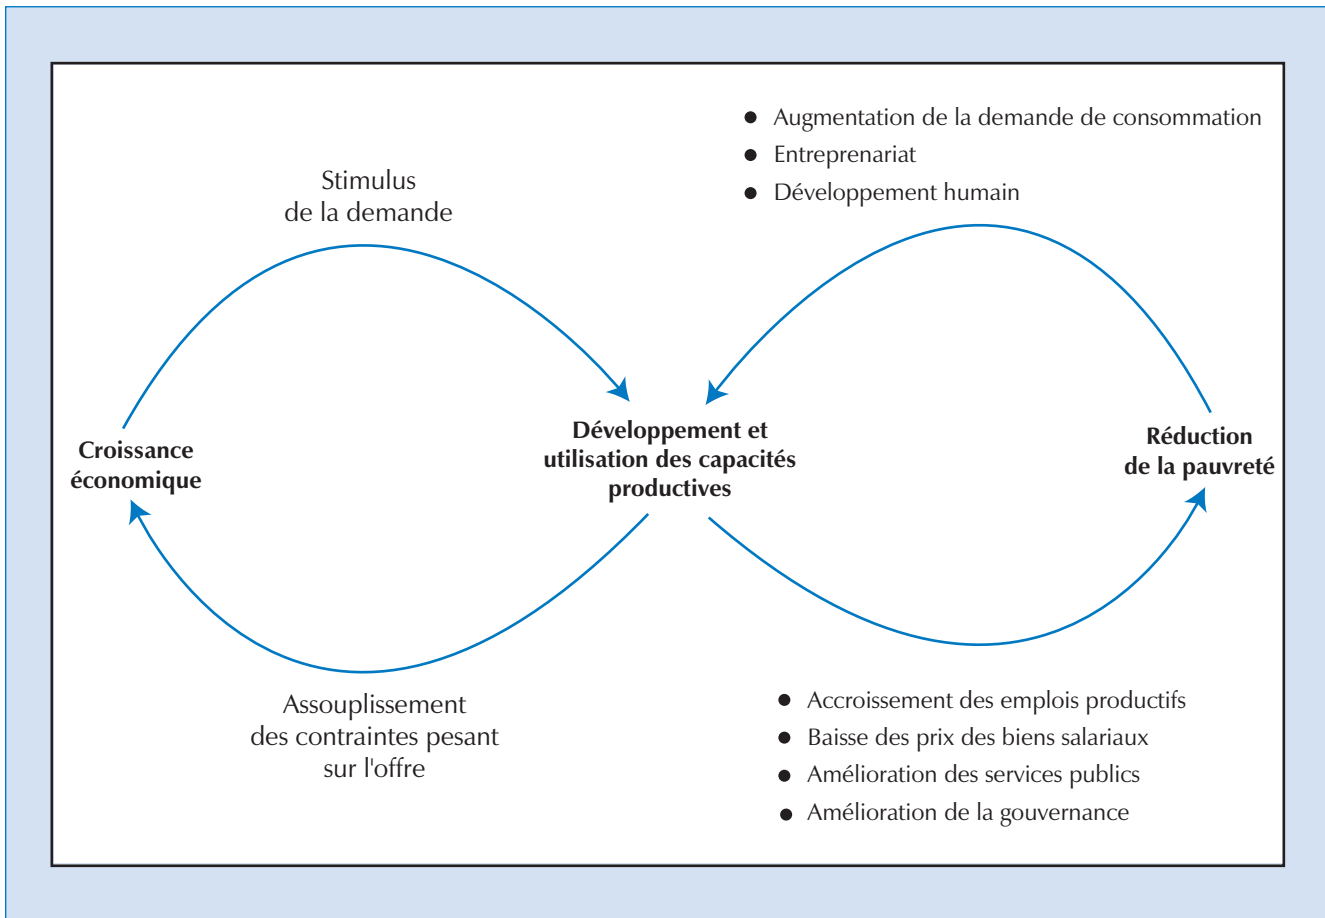 ● Augmentation de la demande de consommation
● Entreprenariat
● Développement humain
Stimulus
de la demande
Croissance
économique
Développement et
utilisation des capacités
productives
Réduction
de la pauvreté
Assouplissement
des contraintes pesant
sur l'offre
● Accroissement des emplois productifs
● Baisse des prix des biens salariaux
● Amélioration des services publics
● Amélioration de la gouvernance